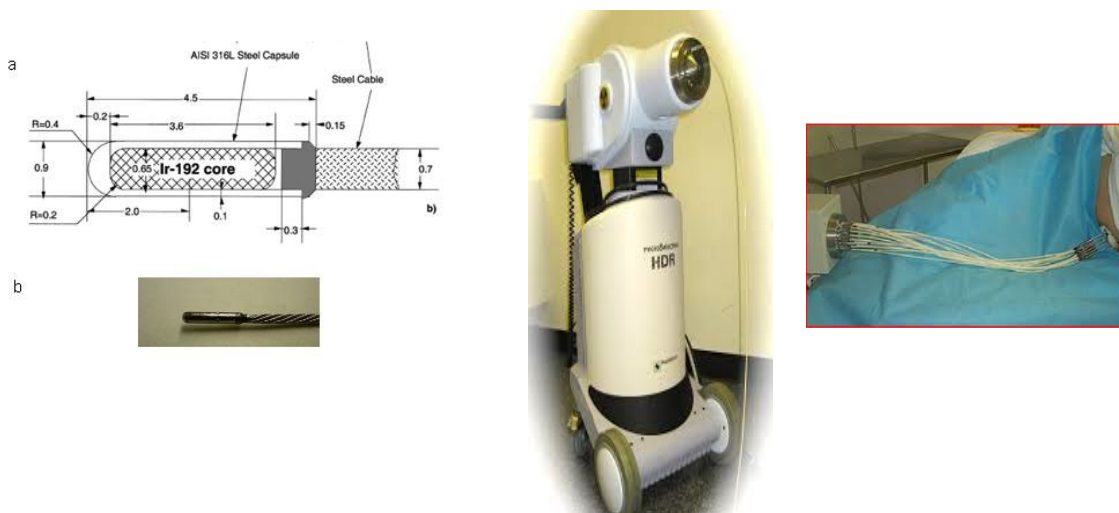 a
AISI 316L Steel Capsule
Steel Cable
4.5
0.2
3.6
0.15
R=0.4
0.9
0.65
Ir-192 core
0.7
R=0.2
2.0
0.1
0.3
b)
b
microSelectron
HDR